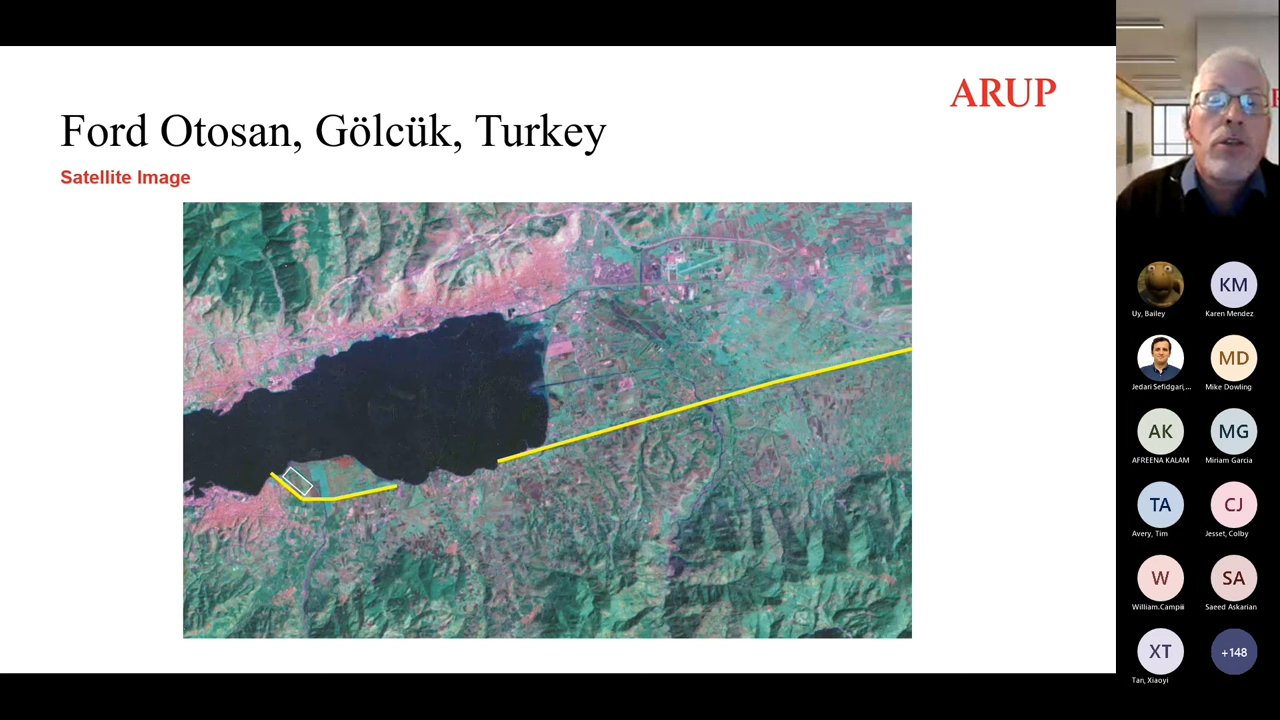 ARUP
Ford Otosan, Gölcük, Turkey
Satellite Image
KM
Uy, Bailey
Karen Mendez
MD
Jedari Sefidgari,...
Mike Dowling
AK
MG
AFREENA KALAM
Miriam Garcia
TA
CJ
Avery, Tim
Jesset, Colby
W
SA
William.Campiii
Saeed Askarian
XT
+148
Tan, Xiaoyi